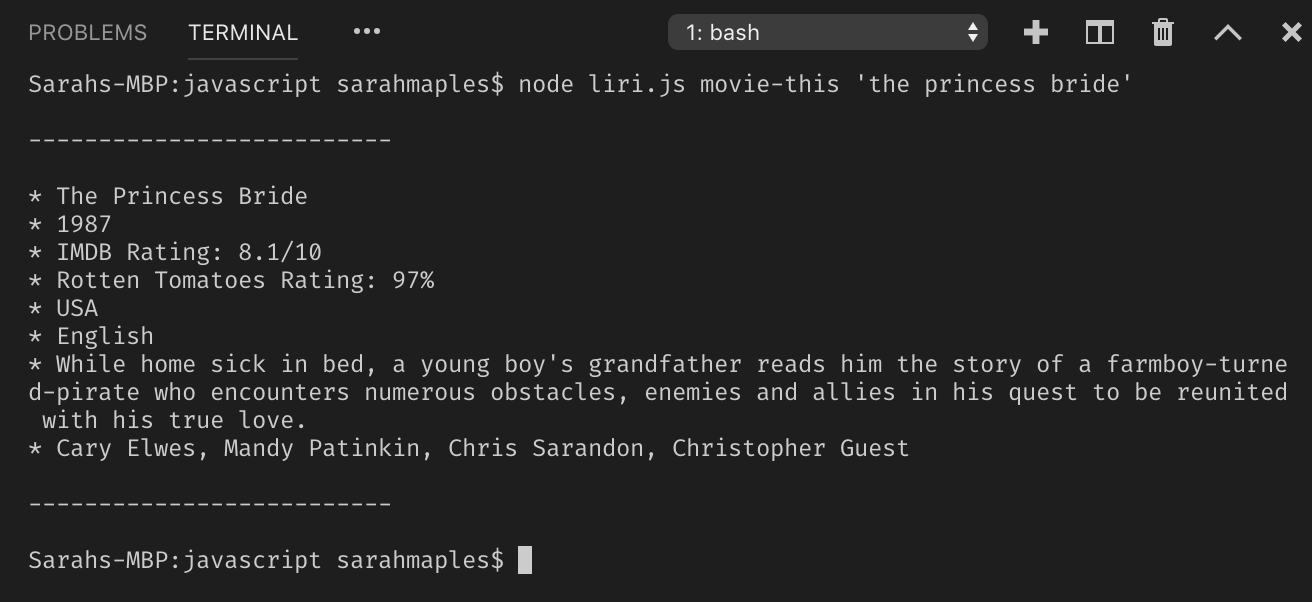 PROBLEMS TERMINAL ••• 1: bash
Sarahs-MBP:javascript sarahmaples$ node liri.js movie-this 'the princess bride'
--------------------------
* The Princess Bride
* 1987
* IMDB Rating: 8.1/10
* Rotten Tomatoes Rating: 97%
* USA
* English
* While home sick in bed, a young boy's grandfather reads him the story of a farmboy-turne
d-pirate who encounters numerous obstacles, enemies and allies in his quest to be reunited
 with his true love.
* Cary Elwes, Mandy Patinkin, Chris Sarandon, Christopher Guest
--------------------------
Sarahs-MBP:javascript sarahmaples$